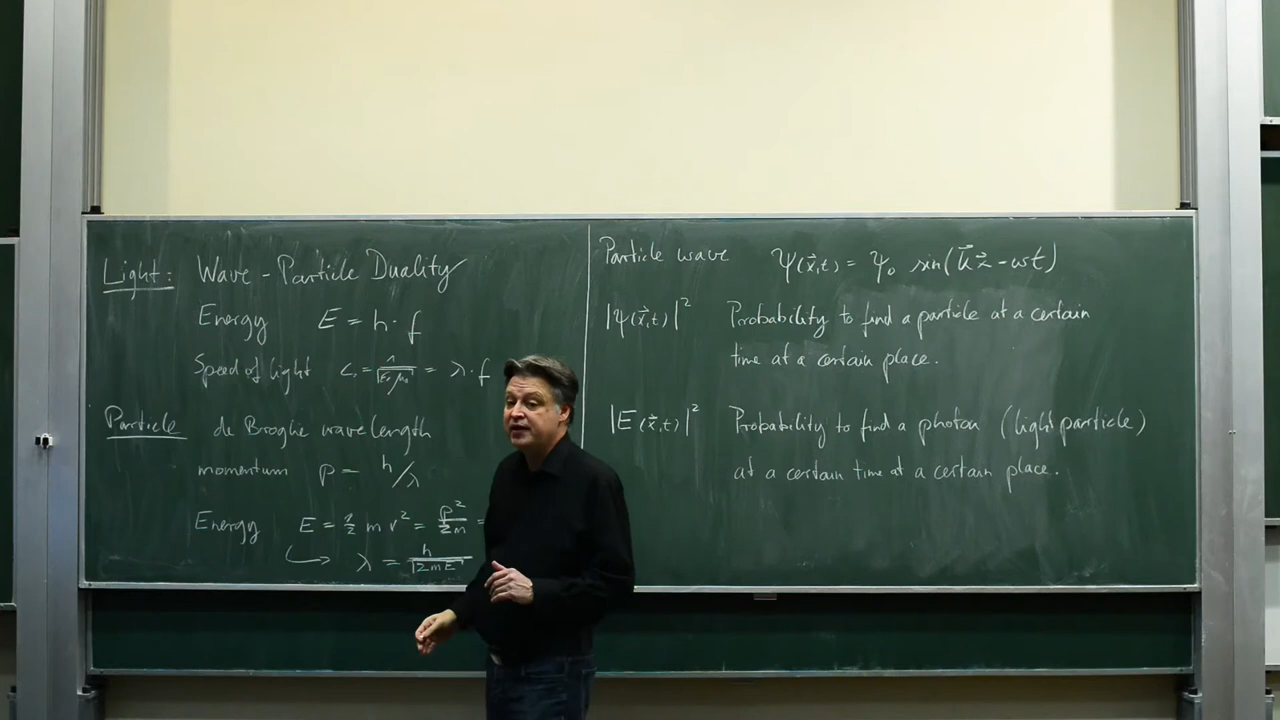 Light: Wave-Particle Duality
Energy E = h · f
Speed of light c = 1/√(ε₀ μ₀) = λ · f
Particle de Broglie wavelength
momentum p = h/λ
Energy E = 1/2 m v² = p²/2m =
↳ λ = h/√(2mE)
Particle wave ψ(x⃗,t) = ψ₀ sin(k⃗x⃗ - ωt)
|ψ(x⃗,t)|² Probability to find a particle at a certain
time at a certain place.
|E(x⃗,t)|² Probability to find a photon (light particle)
at a certain time at a certain place.